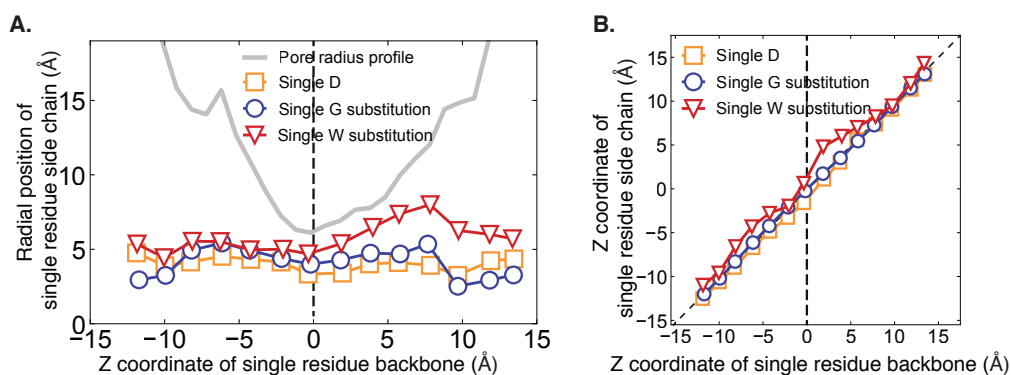 A.
Radial position of
single residue side chain (Å)
15
10
5
0
Pore radius profile
Single D
Single G substitution
Single W substitution
−15 −10 −5 0 5 10 15
Z coordinate of single residue backbone (Å)
B.
Z coordinate of
single residue side chain (Å)
15
10
5
0
−5
−10
−15
Single D
Single G substitution
Single W substitution
−15 −10 −5 0 5 10 15
Z coordinate of single residue backbone (Å)